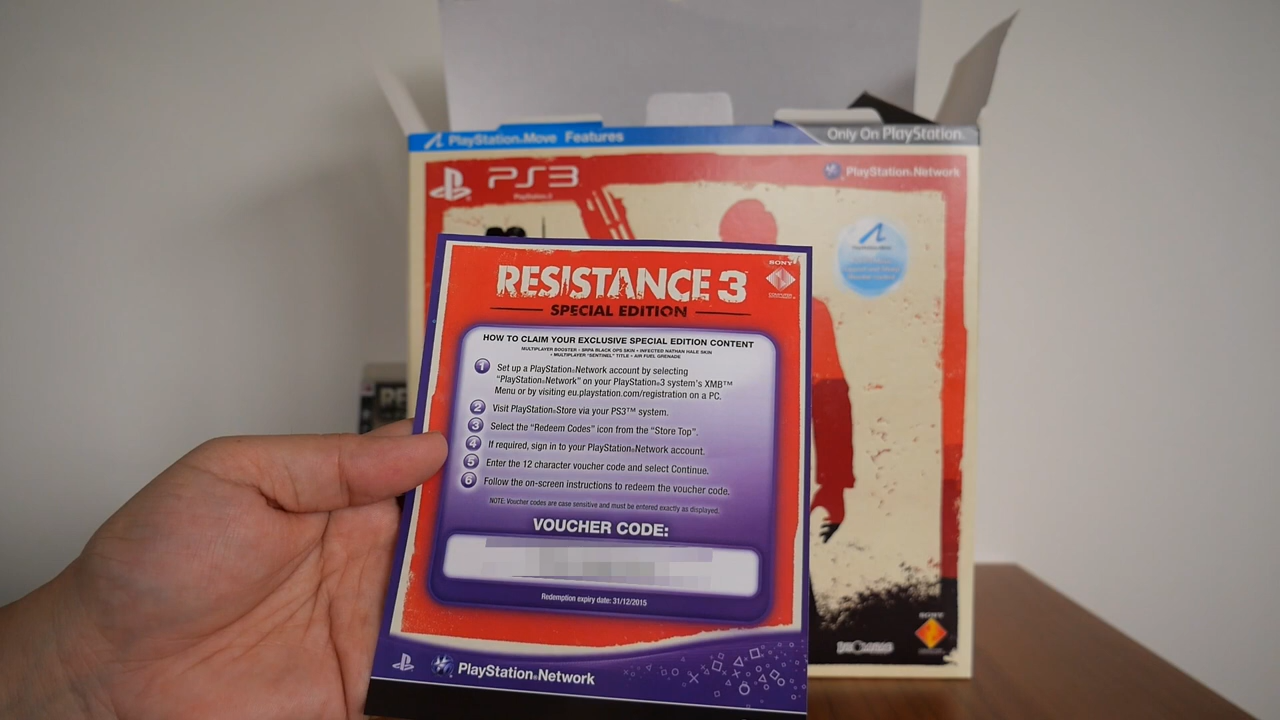 PlayStation®Move Features
Only On PlayStation®
PS3
PlayStation®Network
RESISTANCE 3
SPECIAL EDITION
SONY
HOW TO CLAIM YOUR EXCLUSIVE SPECIAL EDITION CONTENT
MULTIPLAYER BOOSTER • SRPA BLACK OPS SKIN • INFECTED NATHAN HALE SKIN
• MULTIPLAYER "SENTINEL" TITLE • AIR FUEL GRENADE
1 Set up a PlayStation®Network account by selecting
"PlayStation®Network" on your PlayStation®3 system's XMB™
Menu or by visiting eu.playstation.com/registration on a PC.
2 Visit PlayStation®Store via your PS3™ system.
3 Select the "Redeem Codes" icon from the "Store Top".
4 If required, sign in to your PlayStation®Network account.
5 Enter the 12 character voucher code and select Continue.
6 Follow the on-screen instructions to redeem the voucher code.
NOTE: Voucher codes are case sensitive and must be entered exactly as displayed.
VOUCHER CODE:
Redemption expiry date: 31/12/2015
PlayStation®Network
SONY